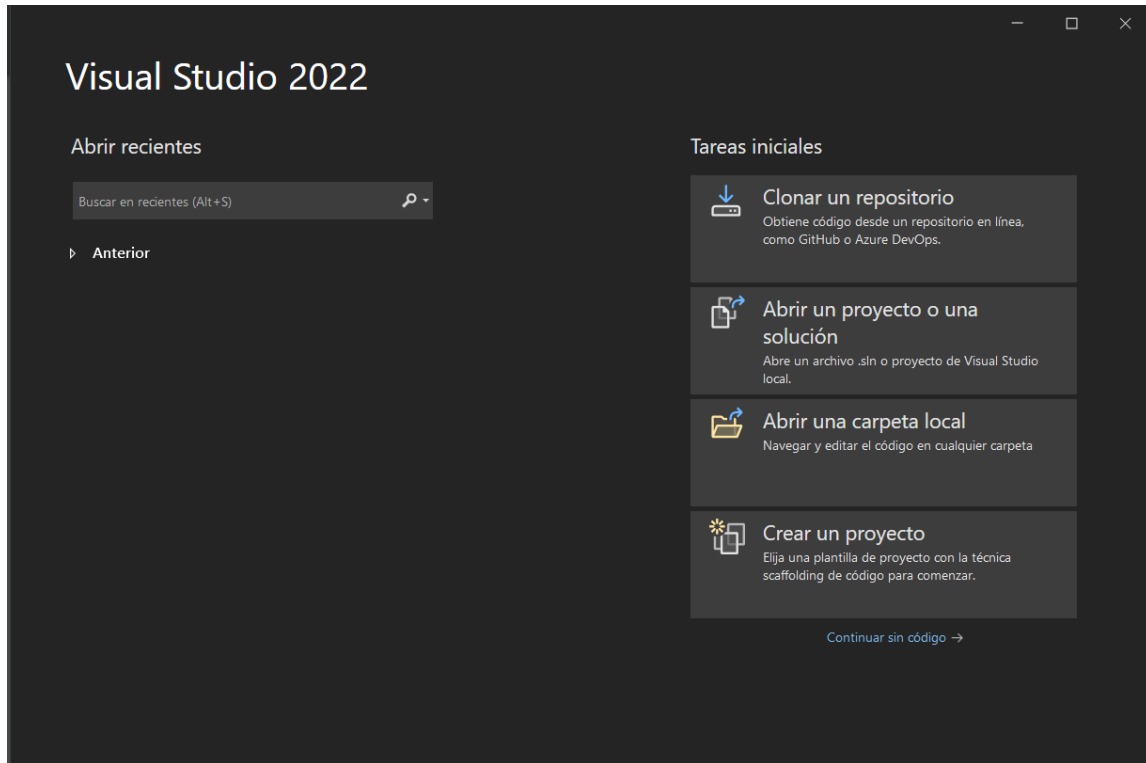 Visual Studio 2022
Abrir recientes
Buscar en recientes (Alt+S)
Anterior
Tareas iniciales
Clonar un repositorio
Obtiene código desde un repositorio en línea,
como GitHub o Azure DevOps.
Abrir un proyecto o una
solución
Abre un archivo .sln o proyecto de Visual Studio
local.
Abrir una carpeta local
Navegar y editar el código en cualquier carpeta
Crear un proyecto
Elija una plantilla de proyecto con la técnica
scaffolding de código para comenzar.
Continuar sin código →